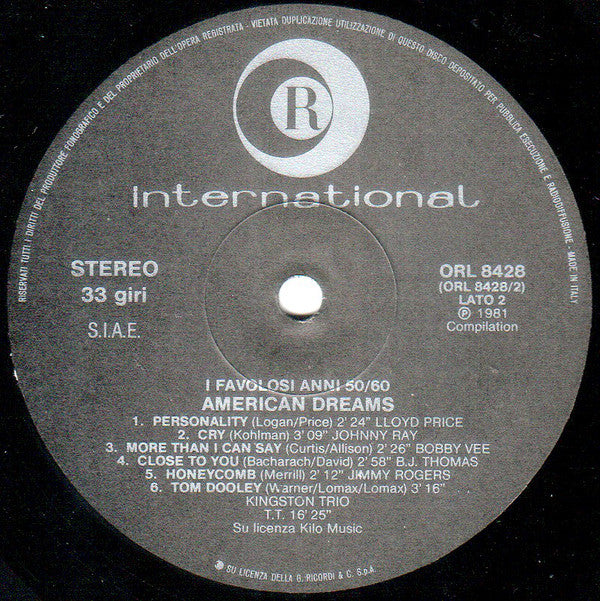 RISERVATI TUTTI I DIRITTI DEL PRODUTTORE FONOGRAFICO E DEL PROPRIETARIO DELL'OPERA REGISTRATA - VIETATA DUPLICAZIONE UTILIZZAZIONE DI QUESTO DISCO DEPOSITATO PER PUBBLICA ESECUZIONE E RADIODIFFUSIONE - MADE IN ITALY
R
International
STEREO
33 giri
S.I.A.E.
ORL 8428
(ORL 8428/2)
LATO 2
℗ 1981
Compilation
I FAVOLOSI ANNI 50/60
AMERICAN DREAMS
1. PERSONALITY (Logan/Price) 2' 24" LLOYD PRICE
2. CRY (Kohlman) 3' 09" JOHNNY RAY
3. MORE THAN I CAN SAY (Curtis/Allison) 2' 26" BOBBY VEE
4. CLOSE TO YOU (Bacharach/David) 2' 58" B.J. THOMAS
5. HONEYCOMB (Merrill) 2' 12" JIMMY ROGERS
6. TOM DOOLEY (Warner/Lomax/Lomax) 3' 16"
KINGSTON TRIO
T.T. 16' 25"
Su licenza Kilo Music
SU LICENZA DELLA G. RICORDI & C. S.p.A.